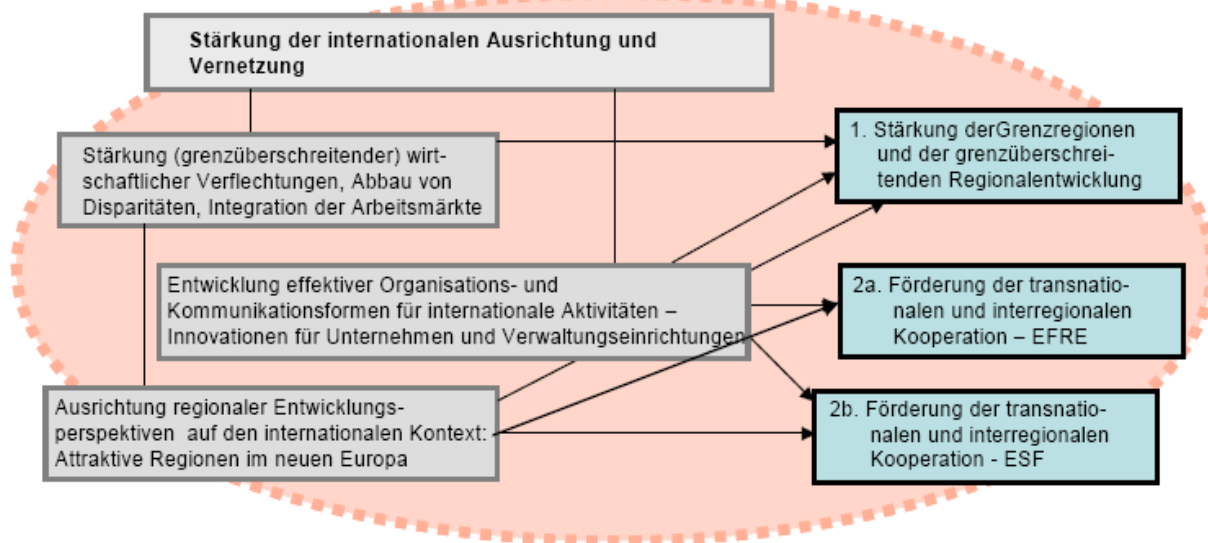 Stärkung der internationalen Ausrichtung und
Vernetzung
Stärkung (grenzüberschreitender) wirt-
schaftlicher Verflechtungen, Abbau von
Disparitäten, Integration der Arbeitsmärkte
1. Stärkung derGrenzregionen
und der grenzüberschrei-
tenden Regionalentwicklung
Entwicklung effektiver Organisations- und
Kommunikationsformen für internationale Aktivitäten –
Innovationen für Unternehmen und Verwaltungseinrichtungen
2a. Förderung der transnatio-
nalen und interregionalen
Kooperation – EFRE
Ausrichtung regionaler Entwicklungs-
perspektiven auf den internationalen Kontext:
Attraktive Regionen im neuen Europa
2b. Förderung der transnatio-
nalen und interregionalen
Kooperation - ESF